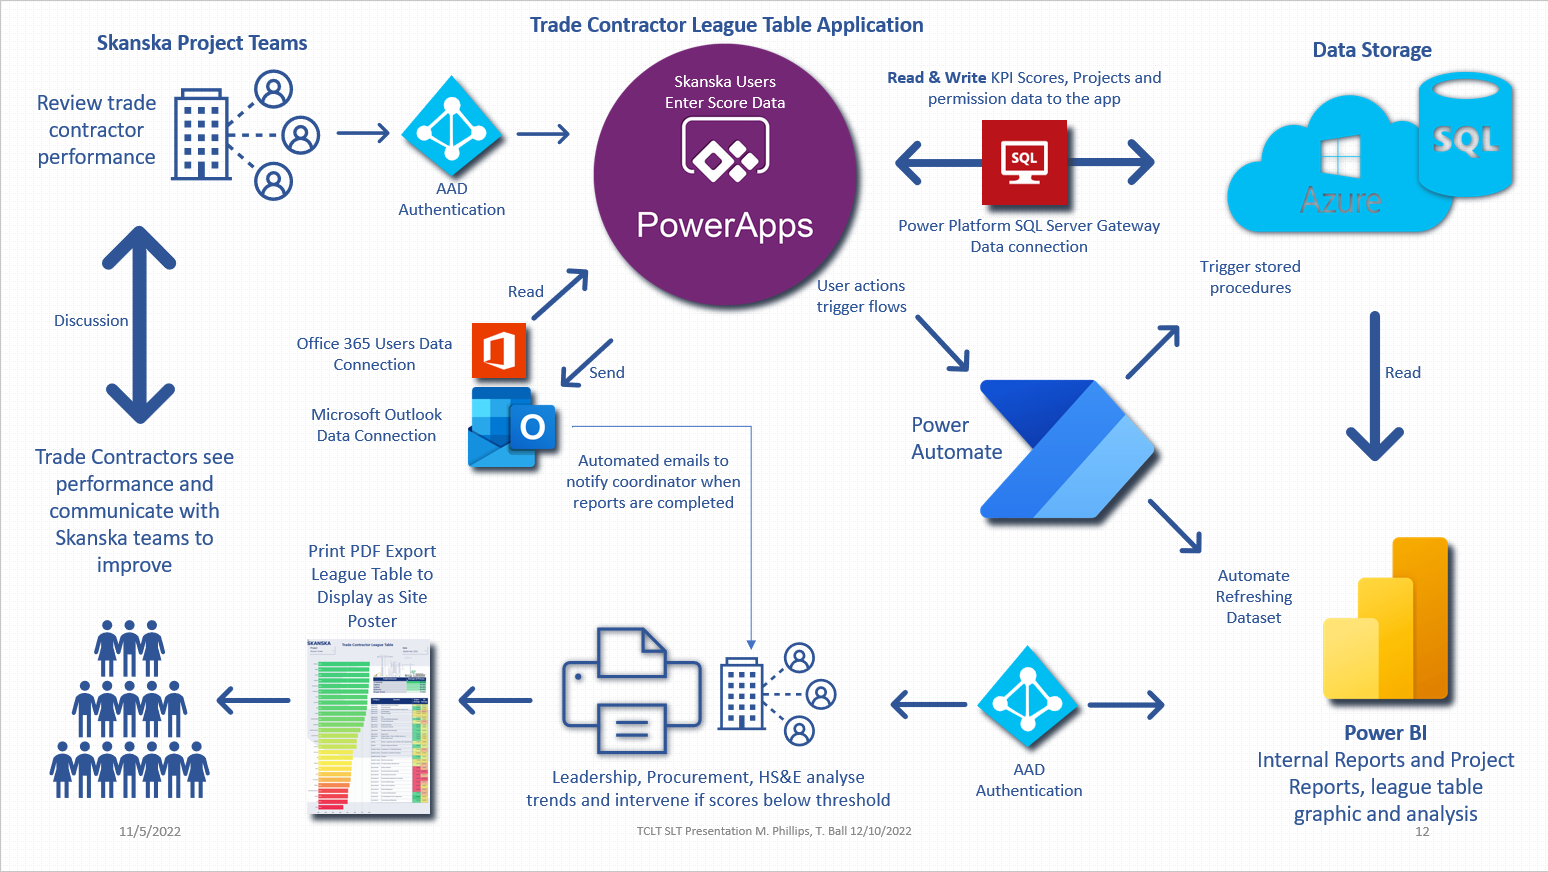 Trade Contractor League Table Application
Skanska Project Teams
Data Storage
Review trade
contractor
performance
AAD
Authentication
Skanska Users
Enter Score Data
PowerApps
Read & Write KPI Scores, Projects and
permission data to the app
SQL
Power Platform SQL Server Gateway
Data connection
SQL
Azure
Trigger stored
procedures
User actions
trigger flows
Discussion
Read
Office 365 Users Data
Connection
Send
Microsoft Outlook
Data Connection
O
Power
Automate
Read
Trade Contractors see
performance and
communicate with
Skanska teams to
improve
Automated emails to
notify coordinator when
reports are completed
Print PDF Export
League Table to
Display as Site
Poster
SKANSKA
Trade Contractor League Table
Automate
Refreshing
Dataset
Leadership, Procurement, HS&E analyse
trends and intervene if scores below threshold
AAD
Authentication
Power BI
Internal Reports and Project
Reports, league table
graphic and analysis
11/5/2022
TCLT SLT Presentation M. Phillips, T. Ball 12/10/2022
12